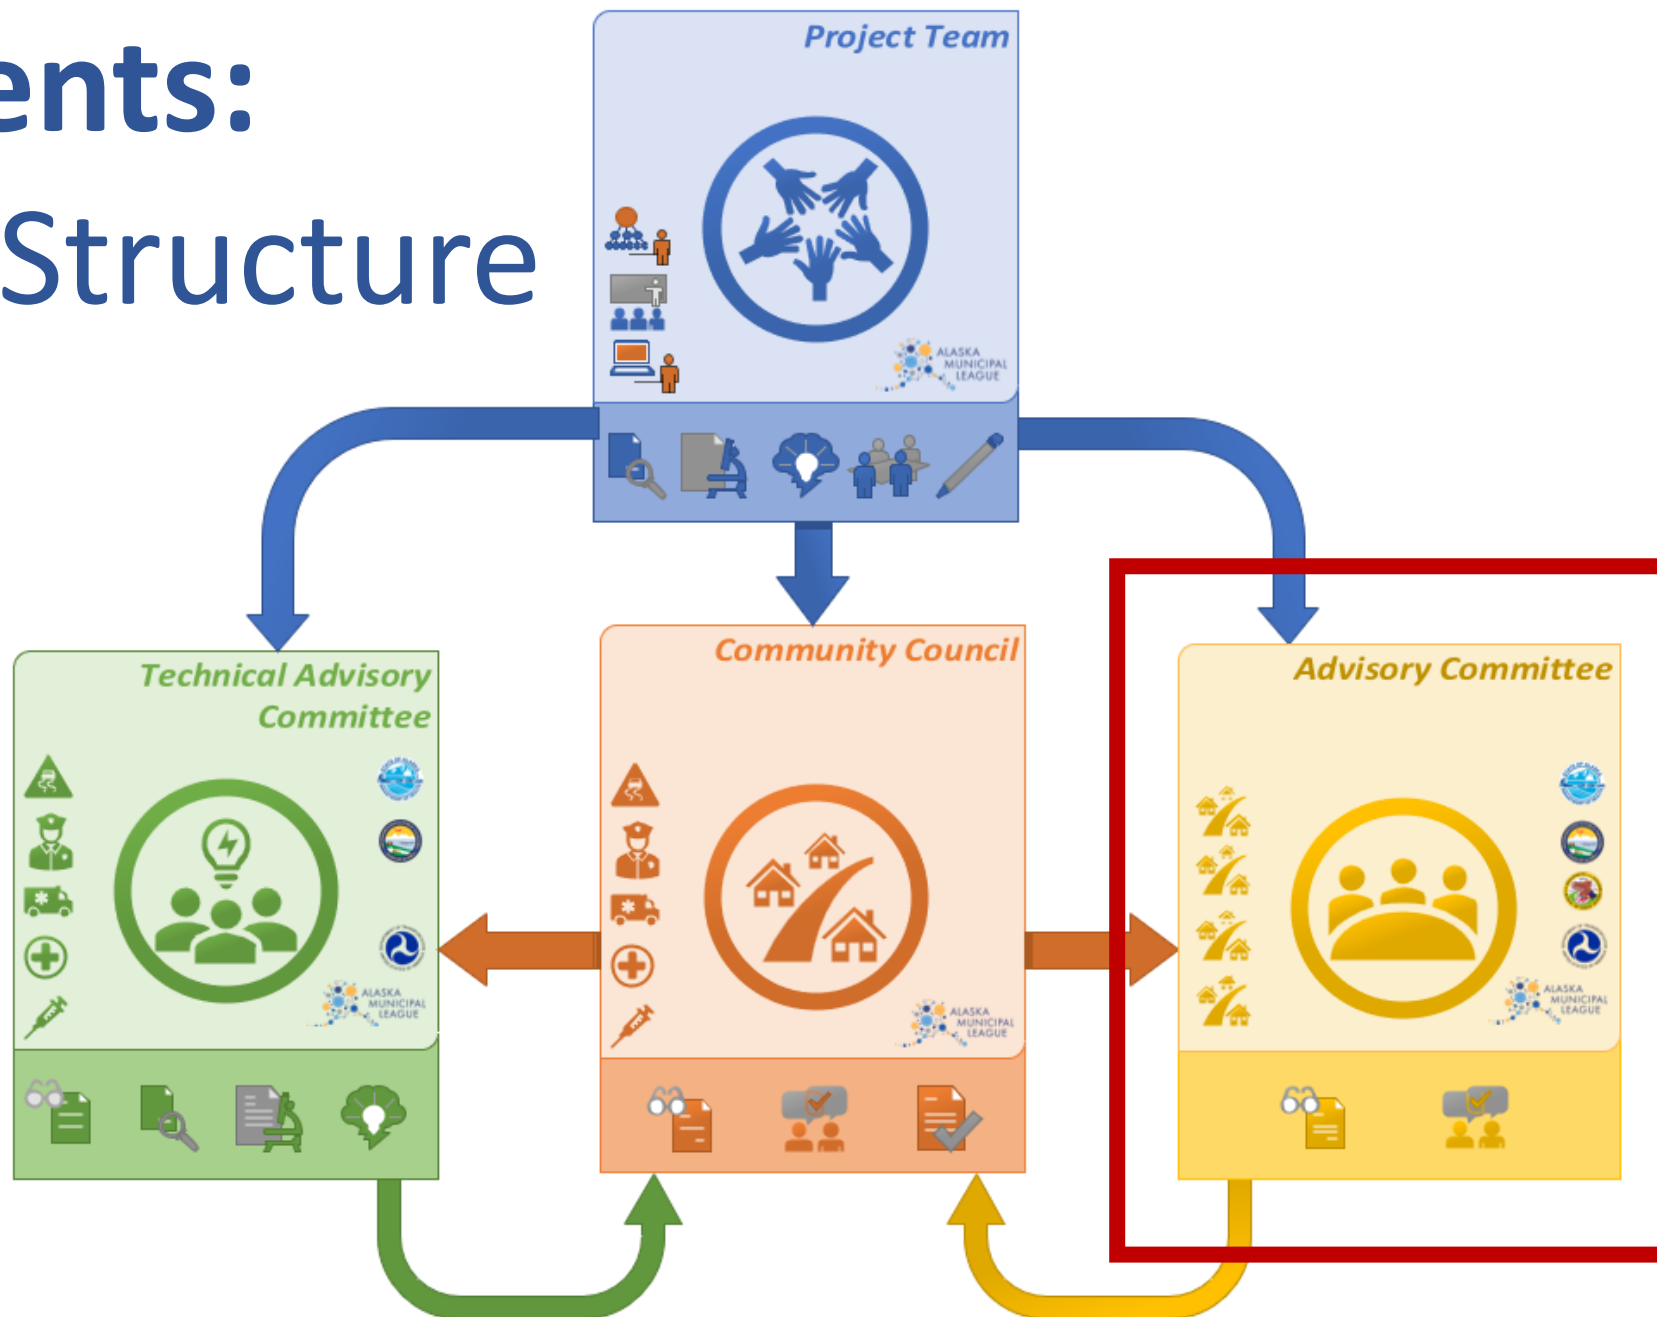 ents:
Structure
Project Team
ALASKA
MUNICIPAL
LEAGUE
Technical Advisory
Committee
ALASKA
MUNICIPAL
LEAGUE
Community Council
ALASKA
MUNICIPAL
LEAGUE
Advisory Committee
ALASKA
MUNICIPAL
LEAGUE